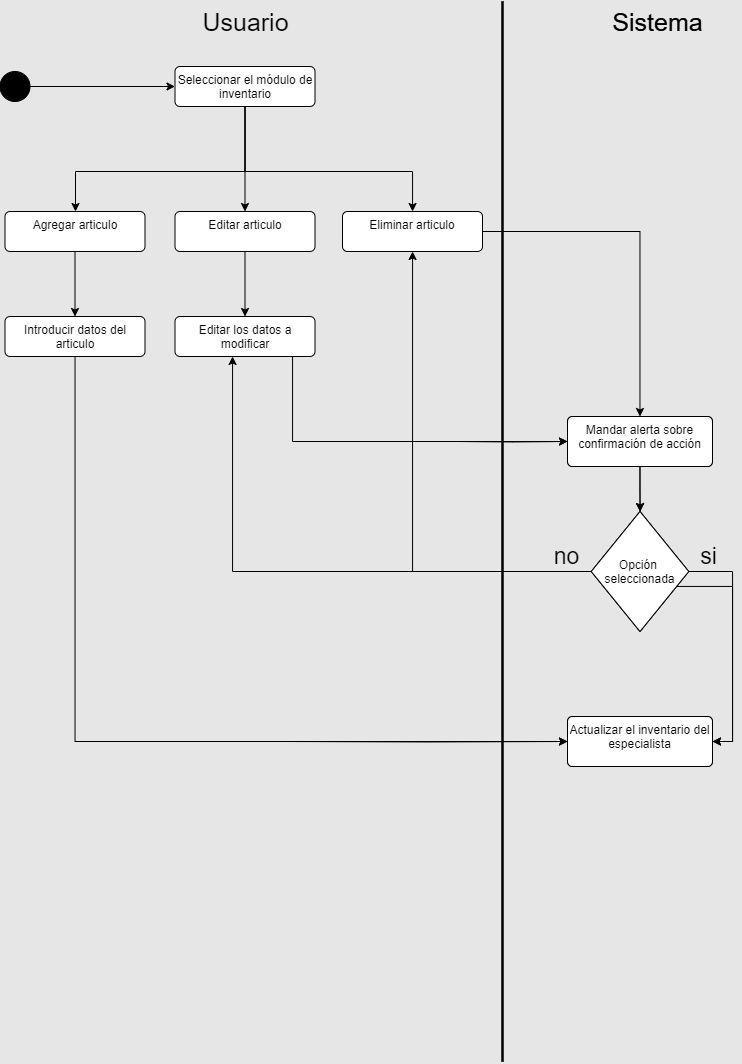 Usuario
Sistema
Seleccionar el módulo de
inventario
Agregar articulo
Editar articulo
Eliminar articulo
Introducir datos del
articulo
Editar los datos a
modificar
Mandar alerta sobre
confirmación de acción
no
si
Opción
seleccionada
Actualizar el inventario del
especialista